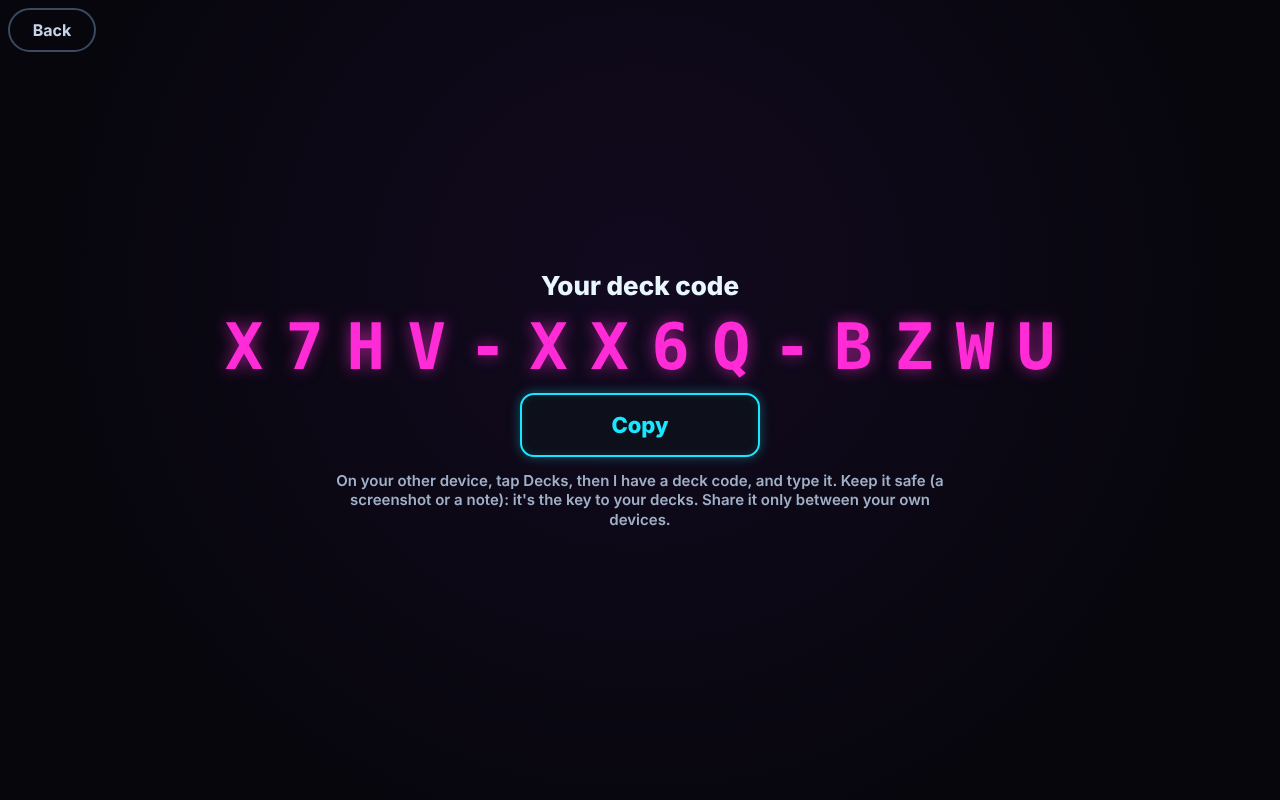 Back
Your deck code
X7HV-XX6Q-BZWU
Copy
On your other device, tap Decks, then I have a deck code, and type it. Keep it safe (a
screenshot or a note): it's the key to your decks. Share it only between your own
devices.